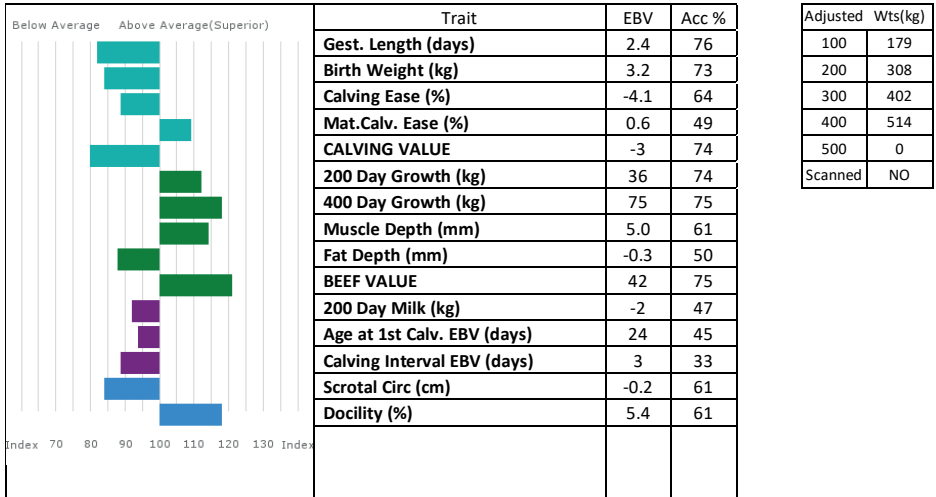 Below Average Above Average(Superior)
Trait EBV Acc %
Gest. Length (days) 2.4 76
Birth Weight (kg) 3.2 73
Calving Ease (%) -4.1 64
Mat.Calv. Ease (%) 0.6 49
CALVING VALUE -3 74
200 Day Growth (kg) 36 74
400 Day Growth (kg) 75 75
Muscle Depth (mm) 5.0 61
Fat Depth (mm) -0.3 50
BEEF VALUE 42 75
200 Day Milk (kg) -2 47
Age at 1st Calv. EBV (days) 24 45
Calving Interval EBV (days) 3 33
Scrotal Circ (cm) -0.2 61
Docility (%) 5.4 61
Index 70 80 90 100 110 120 130 Index
Adjusted Wts(kg)
100 179
200 308
300 402
400 514
500 0
Scanned NO